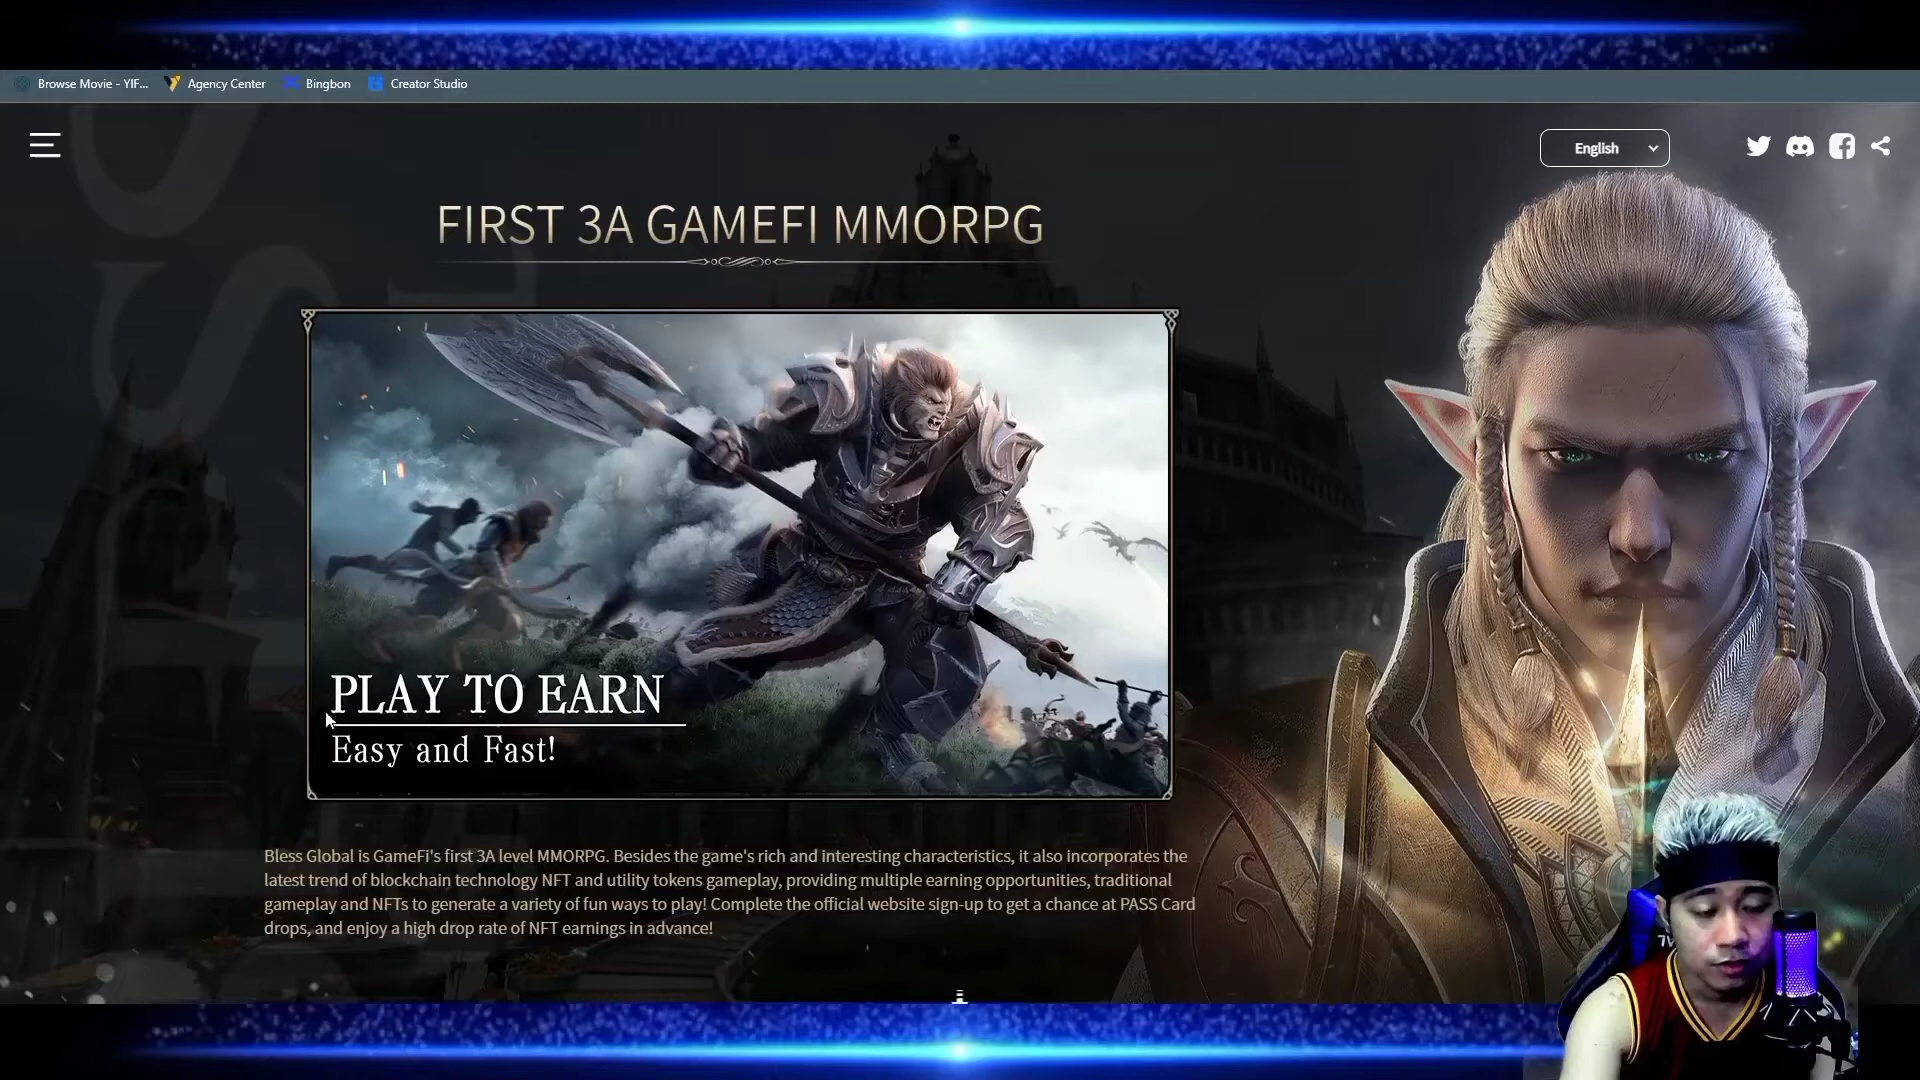 Browse Movie - YIF...
Agency Center
Bingbon
Creator Studio
English
FIRST 3A GAMEFI MMORPG
PLAY TO EARN
Easy and Fast!
Bless Global is GameFi's first 3A level MMORPG. Besides the game's rich and interesting characteristics, it also incorporates the
latest trend of blockchain technology NFT and utility tokens gameplay, providing multiple earning opportunities, traditional
gameplay and NFTs to generate a variety of fun ways to play! Complete the official website sign-up to get a chance at PASS Card
drops, and enjoy a high drop rate of NFT earnings in advance!